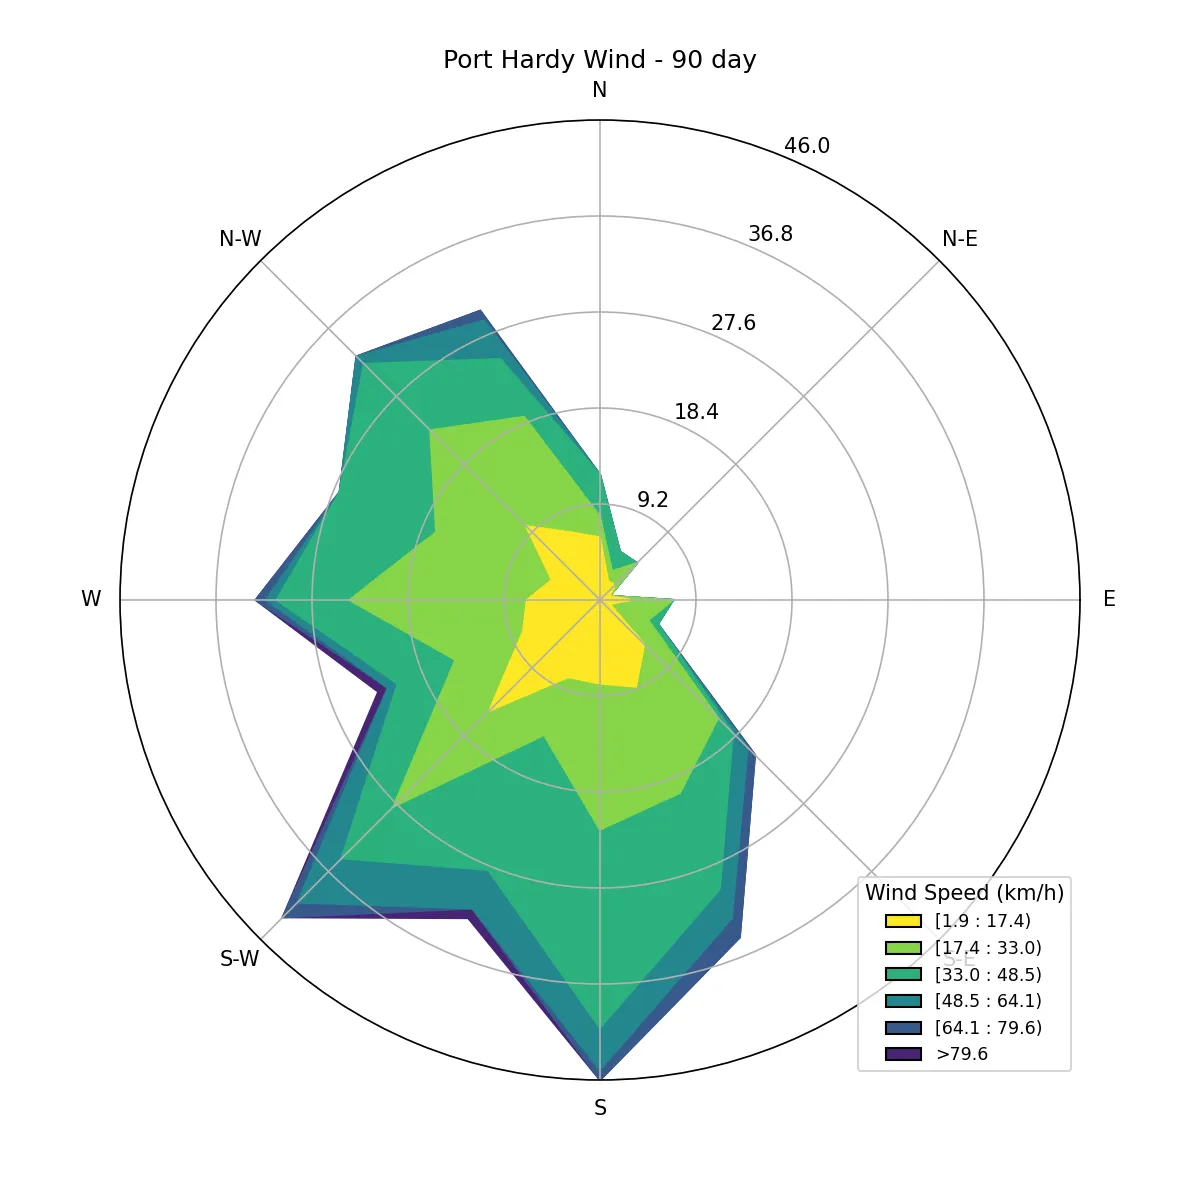 Port Hardy Wind - 90 day
N
46.0
N-W
N-E
36.8
27.6
18.4
9.2
W
E
Wind Speed (km/h)
[1.9 : 17.4)
[17.4 : 33.0)
S-W
S-E
[33.0 : 48.5)
[48.5 : 64.1)
[64.1 : 79.6)
>79.6
S